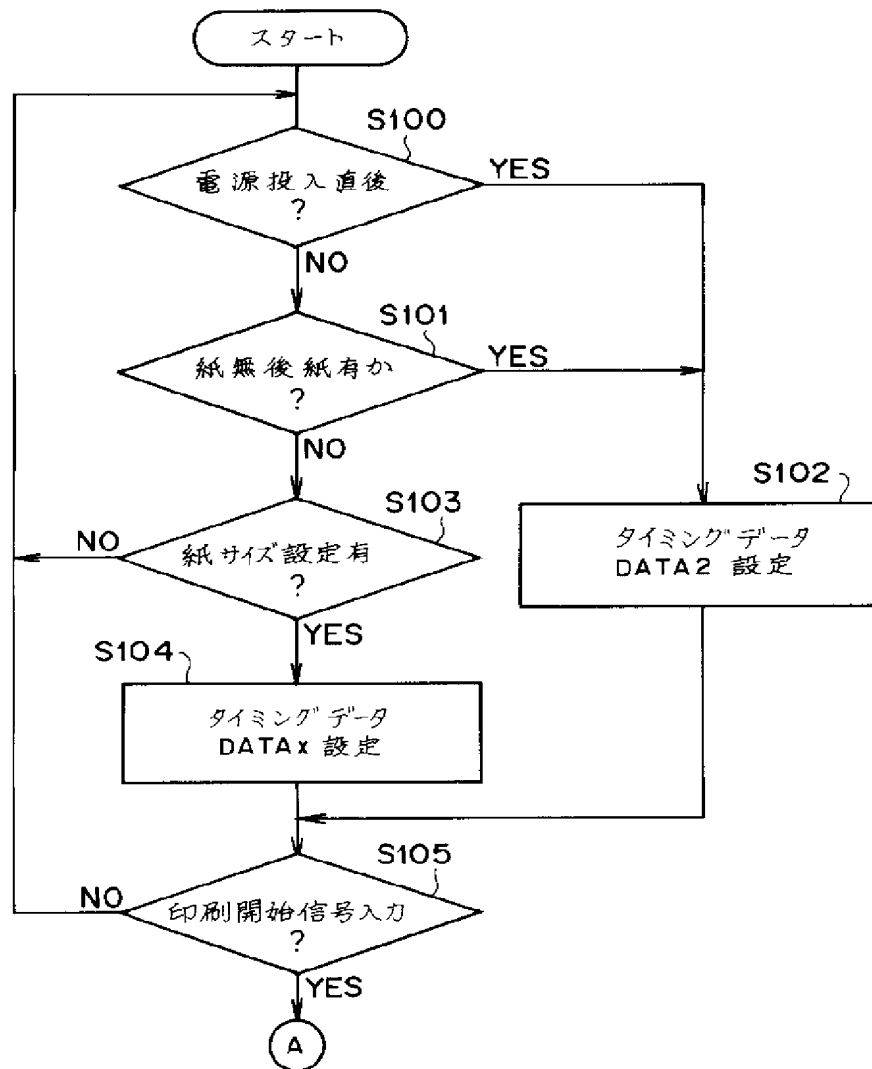 スタート
S100
電源投入直後
?
YES
NO
S101
紙無後紙有か
?
YES
NO
S102
タイミングデータ
DATA2 設定
S103
紙サイズ設定有
?
NO
YES
S104
タイミングデータ
DATAx 設定
S105
印刷開始信号入力
?
NO
YES
A